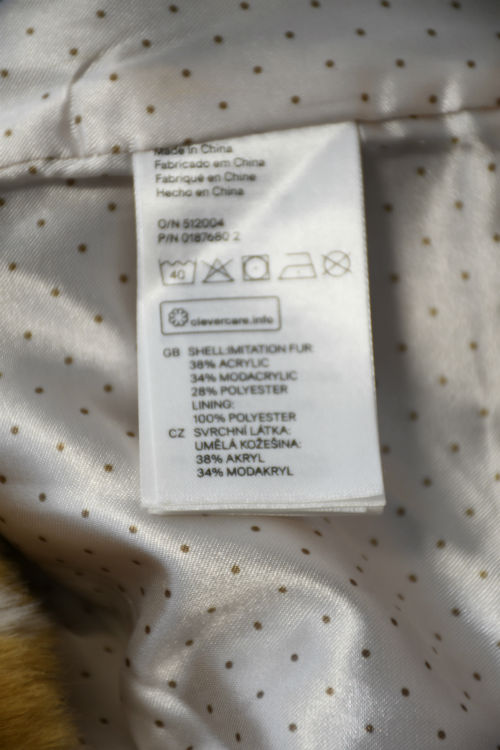 Made in China
Fabricado em China
Fabriqué en Chine
Hecho en China
O/N 512004
P/N 0187680 2
40
clevercare.info
GB SHELL:IMITATION FUR
38% ACRYLIC
34% MODACRYLIC
28% POLYESTER
LINING:
100% POLYESTER
CZ SVRCHNÍ LÁTKA:
UMĚLÁ KOŽEŠINA:
38% AKRYL
34% MODAKRYL